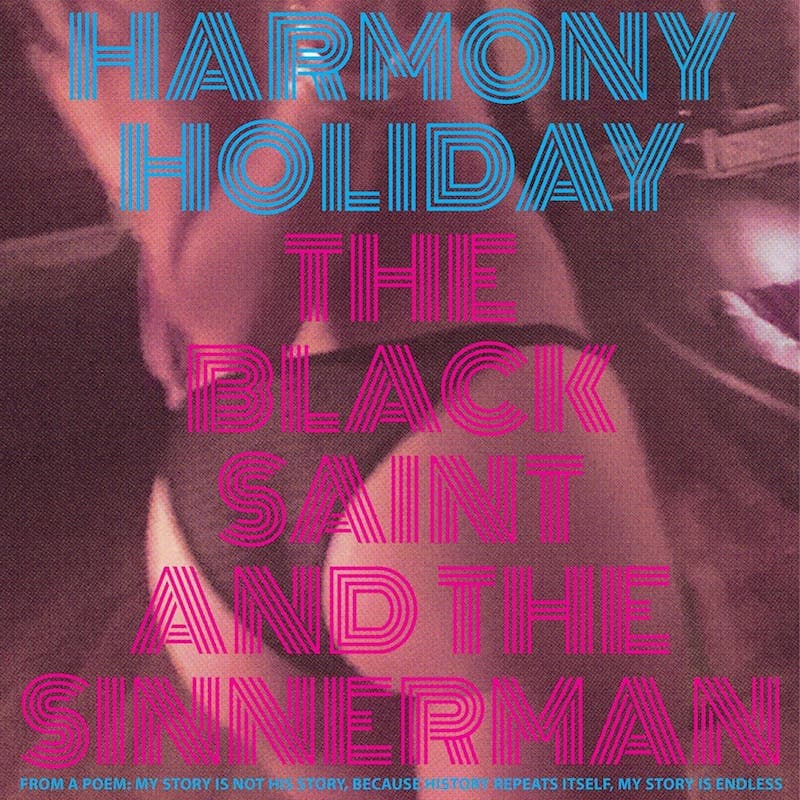 HARMONY
HOLIDAY
THE
BLACK
SAINT
AND THE
SINNERMAN
FROM A POEM: MY STORY IS NOT HIS STORY, BECAUSE HISTORY REPEATS ITSELF, MY STORY IS ENDLESS